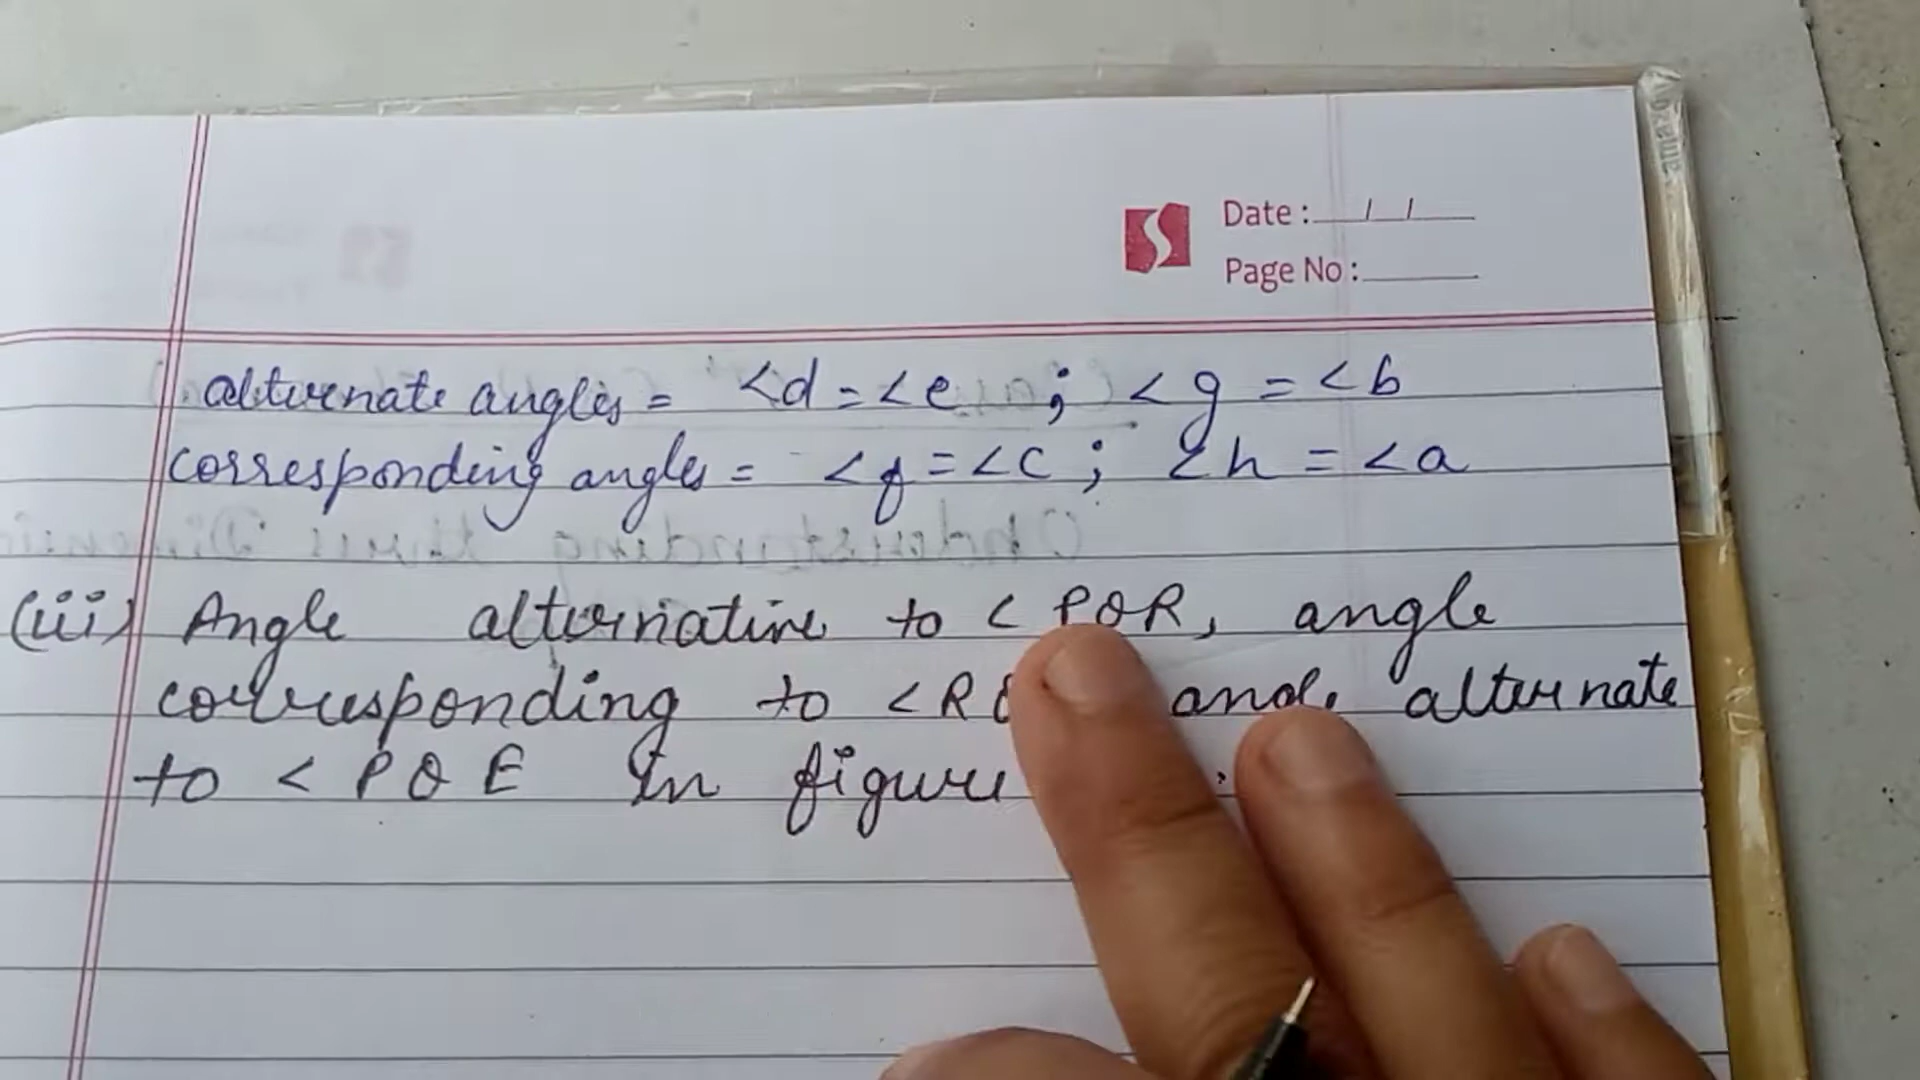 Date : / /
Page No :
alternate angles = <d = <e ; <g = <b
corresponding angles = <f = <c ; <h = <a
(iii) Angle alternative to < PQR, angle
corresponding to < and alternate
to < PQE in figure